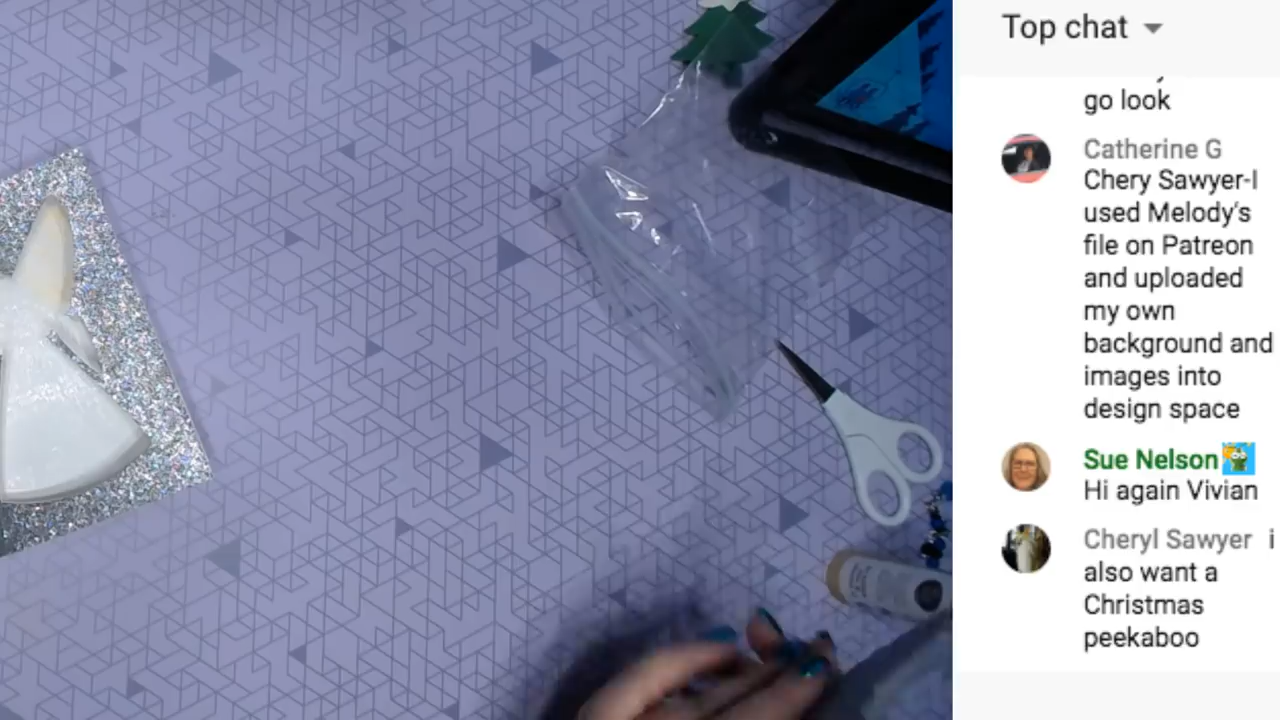 Top chat
go look
Catherine G
Chery Sawyer-I
used Melody's
file on Patreon
and uploaded
my own
background and
images into
design space
Sue Nelson
Hi again Vivian
Cheryl Sawyer i
also want a
Christmas
peekaboo